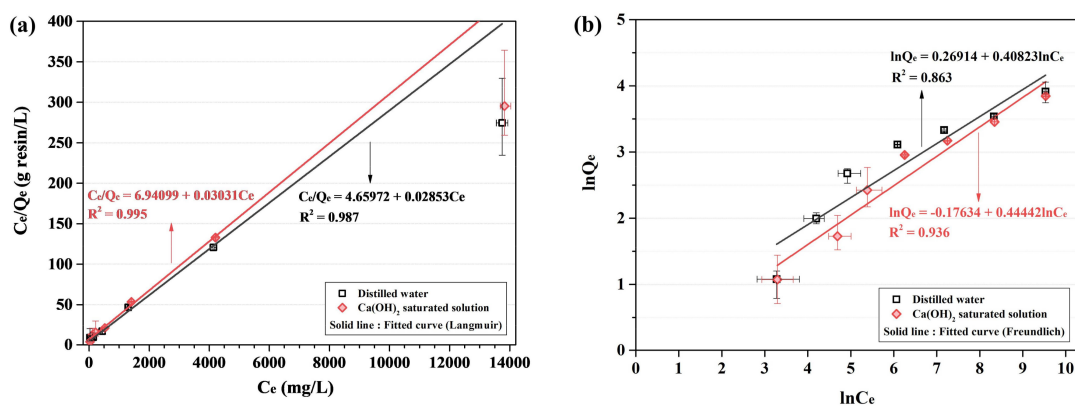 (a)
400
350
300
250
200
150
100
50
0
Ce/Qe (g resin/L)
Ce/Qe = 6.94099 + 0.03031Ce
R² = 0.995
Ce/Qe = 4.65972 + 0.02853Ce
R² = 0.987
Distilled water
Ca(OH)₂ saturated solution
Solid line : Fitted curve (Langmuir)
0 2000 4000 6000 8000 10000 12000 14000
Ce (mg/L)
(b)
5
4
3
2
1
0
lnQe
lnQe = 0.26914 + 0.40823lnCe
R² = 0.863
lnQe = -0.17634 + 0.44442lnCe
R² = 0.936
Distilled water
Ca(OH)₂ saturated solution
Solid line : Fitted curve (Freundlich)
0 1 2 3 4 5 6 7 8 9 10
lnCe